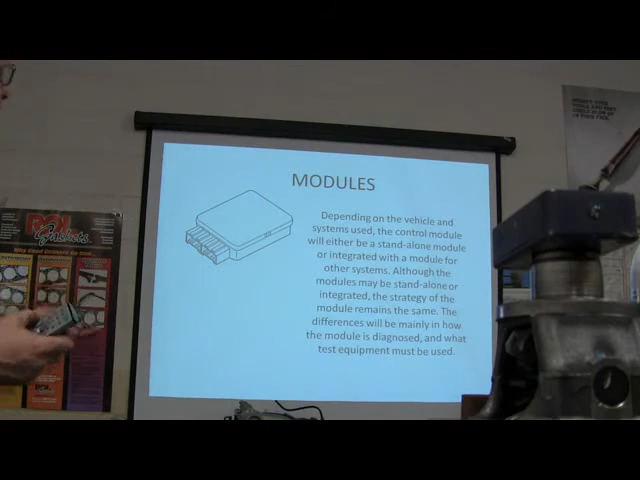 MODULES
Depending on the vehicle and
systems used, the control module
will either be a stand-alone module
or integrated with a module for
other systems. Although the
modules may be stand-alone or
integrated, the strategy of the
module remains the same. The
differences will be mainly in how
the module is diagnosed, and what
test equipment must be used.